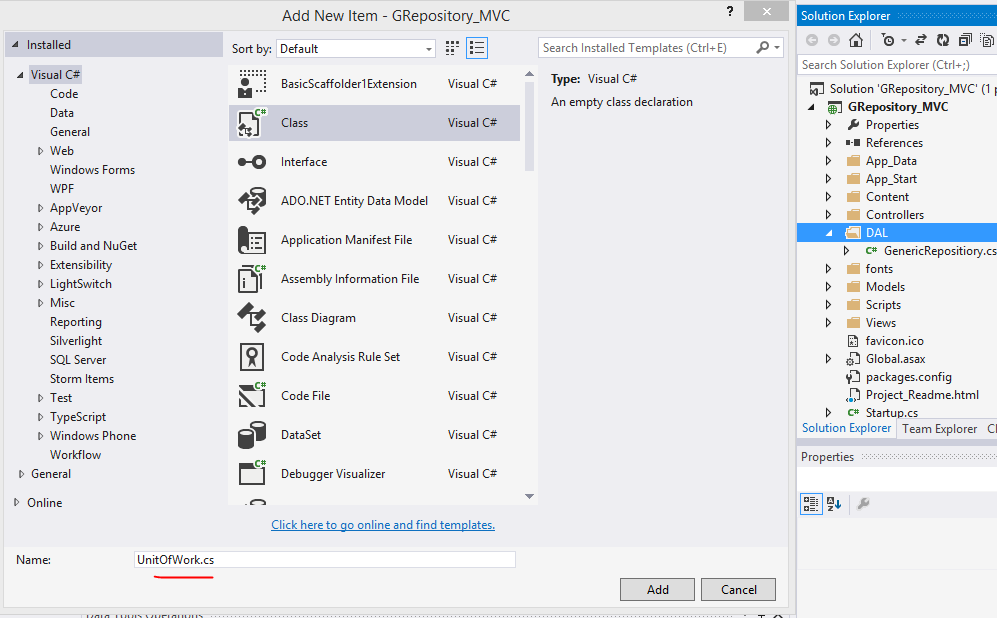 Add New Item - GRepository_MVC
?
Installed
Visual C#
Code
Data
General
Web
Windows Forms
WPF
AppVeyor
Azure
Build and NuGet
Extensibility
LightSwitch
Misc
Reporting
Silverlight
SQL Server
Storm Items
Test
TypeScript
Windows Phone
Workflow
General
Online
Sort by: Default
BasicScaffolder1Extension Visual C#
Class Visual C#
Interface Visual C#
ADO.NET Entity Data Model Visual C#
Application Manifest File Visual C#
Assembly Information File Visual C#
Class Diagram Visual C#
Code Analysis Rule Set Visual C#
Code File Visual C#
DataSet Visual C#
Debugger Visualizer Visual C#
Click here to go online and find templates.
Search Installed Templates (Ctrl+E)
Type: Visual C#
An empty class declaration
Name: UnitOfWork.cs
Add Cancel
Data Tools Operations
Solution Explorer
Search Solution Explorer (Ctrl+;)
Solution 'GRepository_MVC' (1 p
GRepository_MVC
Properties
References
App_Data
App_Start
Content
Controllers
DAL
C# GenericRepositiory.cs
fonts
Models
Scripts
Views
favicon.ico
Global.asax
packages.config
Project_Readme.html
C# Startup.cs
Solution Explorer Team Explorer Cl
Properties